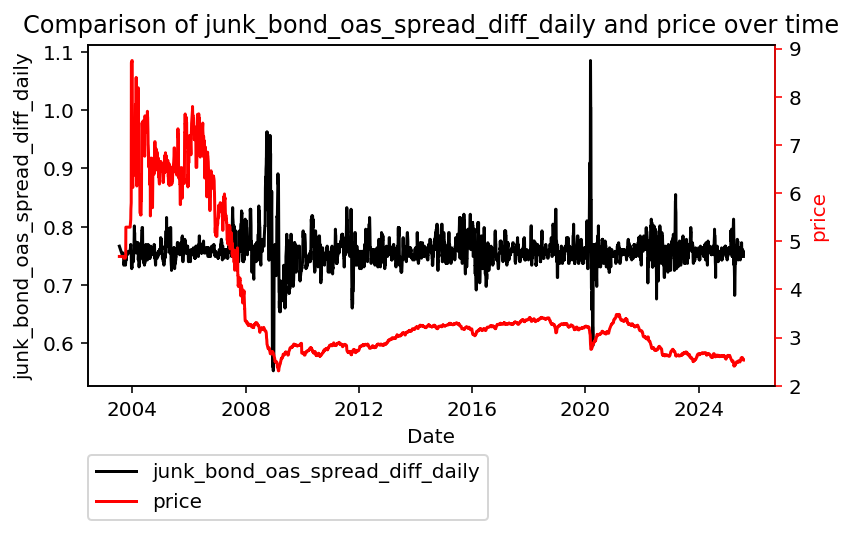 Comparison of junk_bond_oas_spread_diff_daily and price over time
junk_bond_oas_spread_diff_daily
1.1
1.0
0.9
0.8
0.7
0.6
9
8
7
6
5
4
3
2
price
2004 2008 2012 2016 2020 2024
Date
junk_bond_oas_spread_diff_daily
price